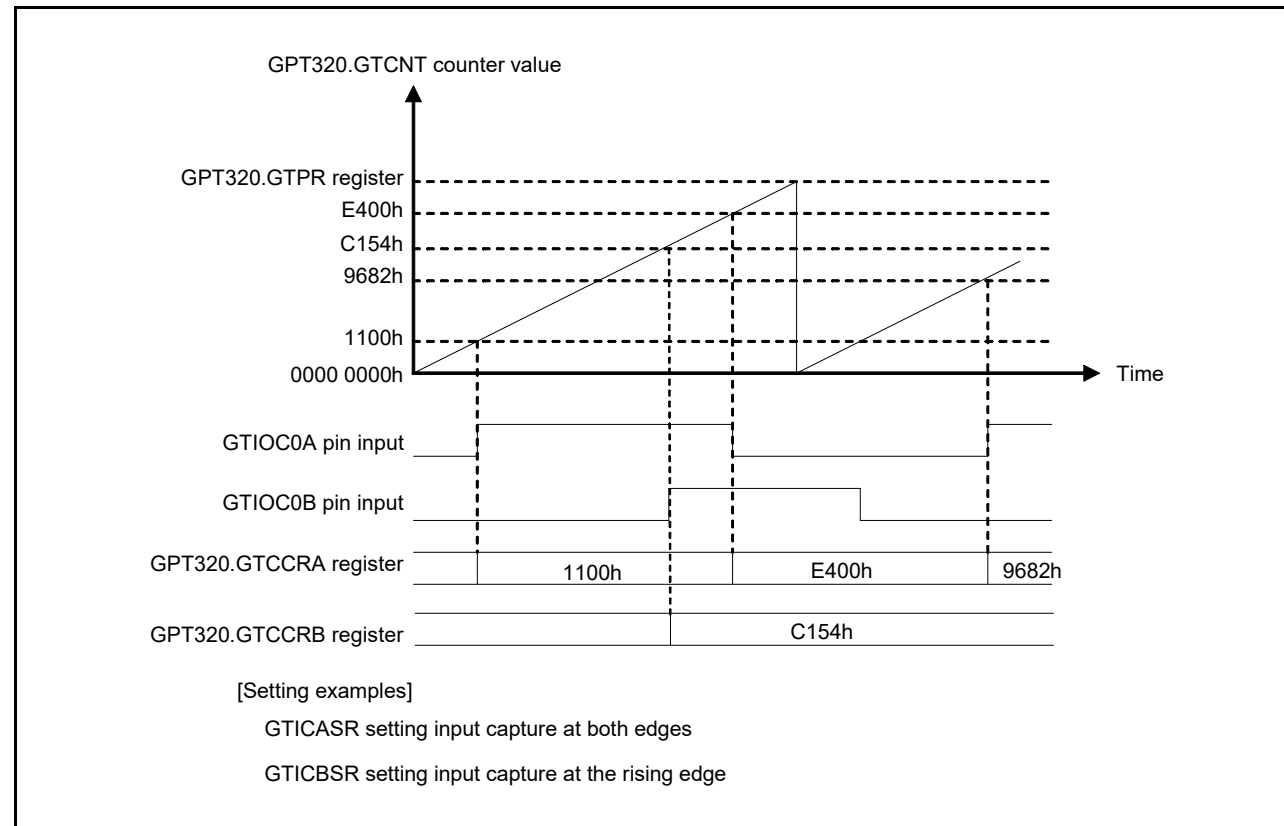 GPT320.GTCNT counter value
GPT320.GTPR register
E400h
C154h
9682h
1100h
0000 0000h
Time
GTIOC0A pin input
GTIOC0B pin input
GPT320.GTCCRA register
1100h
E400h
9682h
GPT320.GTCCRB register
C154h
[Setting examples]
GTICASR setting input capture at both edges
GTICBSR setting input capture at the rising edge